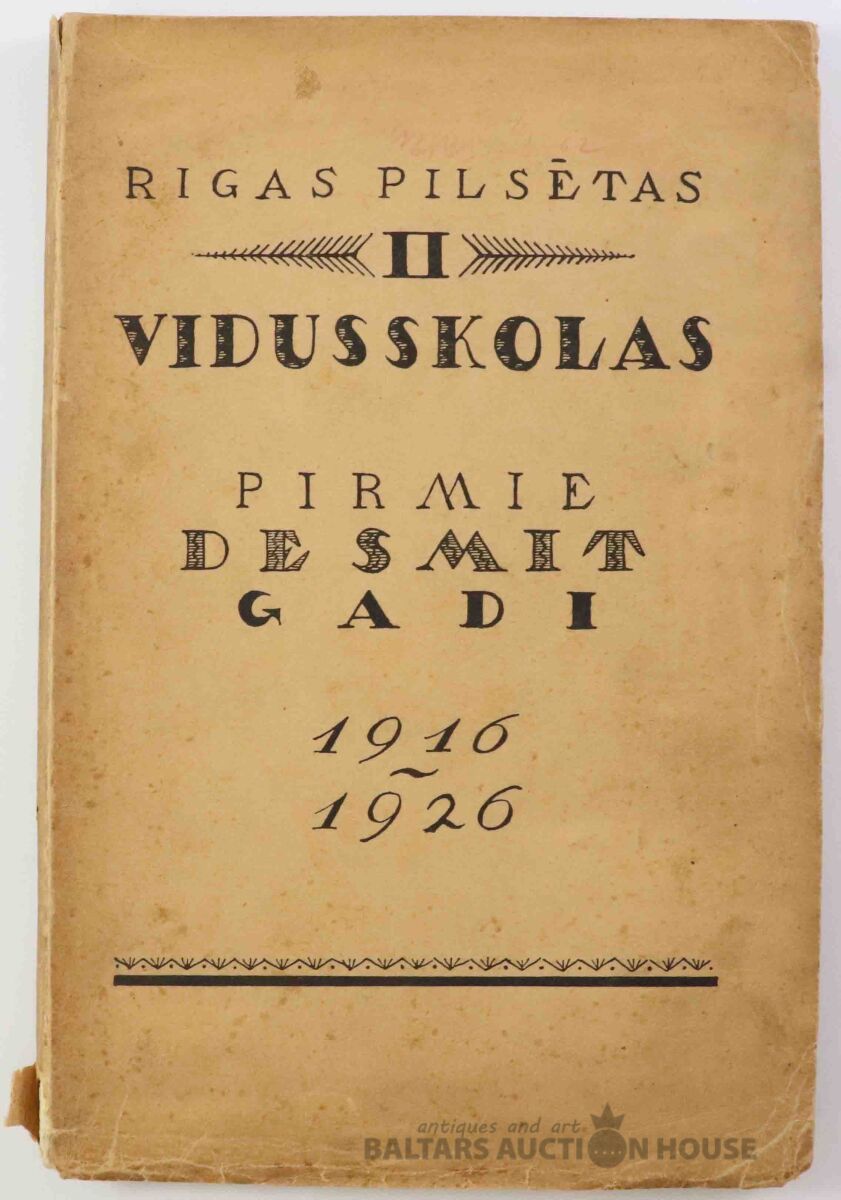 RIGAS PILSĒTAS
II
VIDUSSKOLAS
PIRMIE
DESMIT
GADI
1916
~
1926
antiques and art
BALTARS AUCTION HOUSE